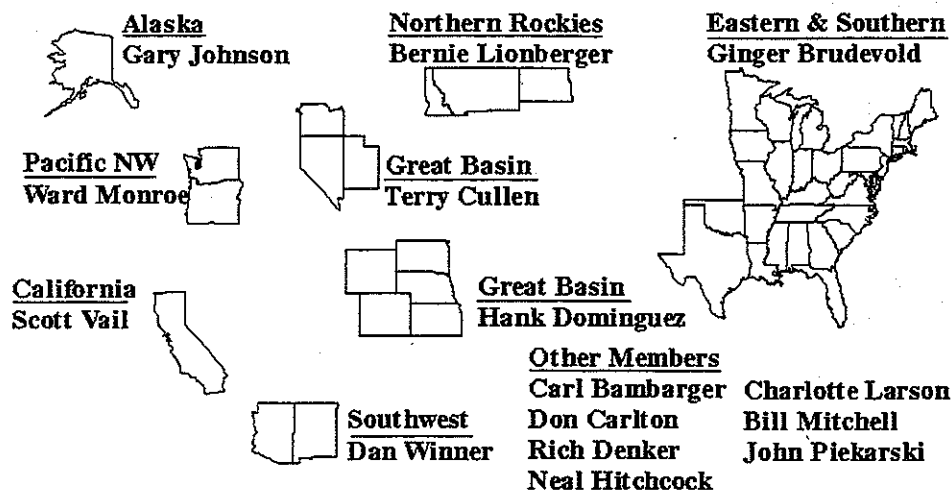 Alaska
Gary Johnson
Northern Rockies
Bernie Lionberger
Eastern & Southern
Ginger Brudevold
Pacific NW
Ward Monroe
Great Basin
Terry Cullen
California
Scott Vail
Great Basin
Hank Dominguez
Southwest
Dan Winner
Other Members
Carl Bambarger
Don Carlton
Rich Denker
Neal Hitchcock
Charlotte Larson
Bill Mitchell
John Piekarski